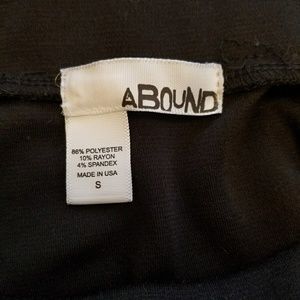 ABOUND
86% POLYESTER
10% RAYON
4% SPANDEX
MADE IN USA
S